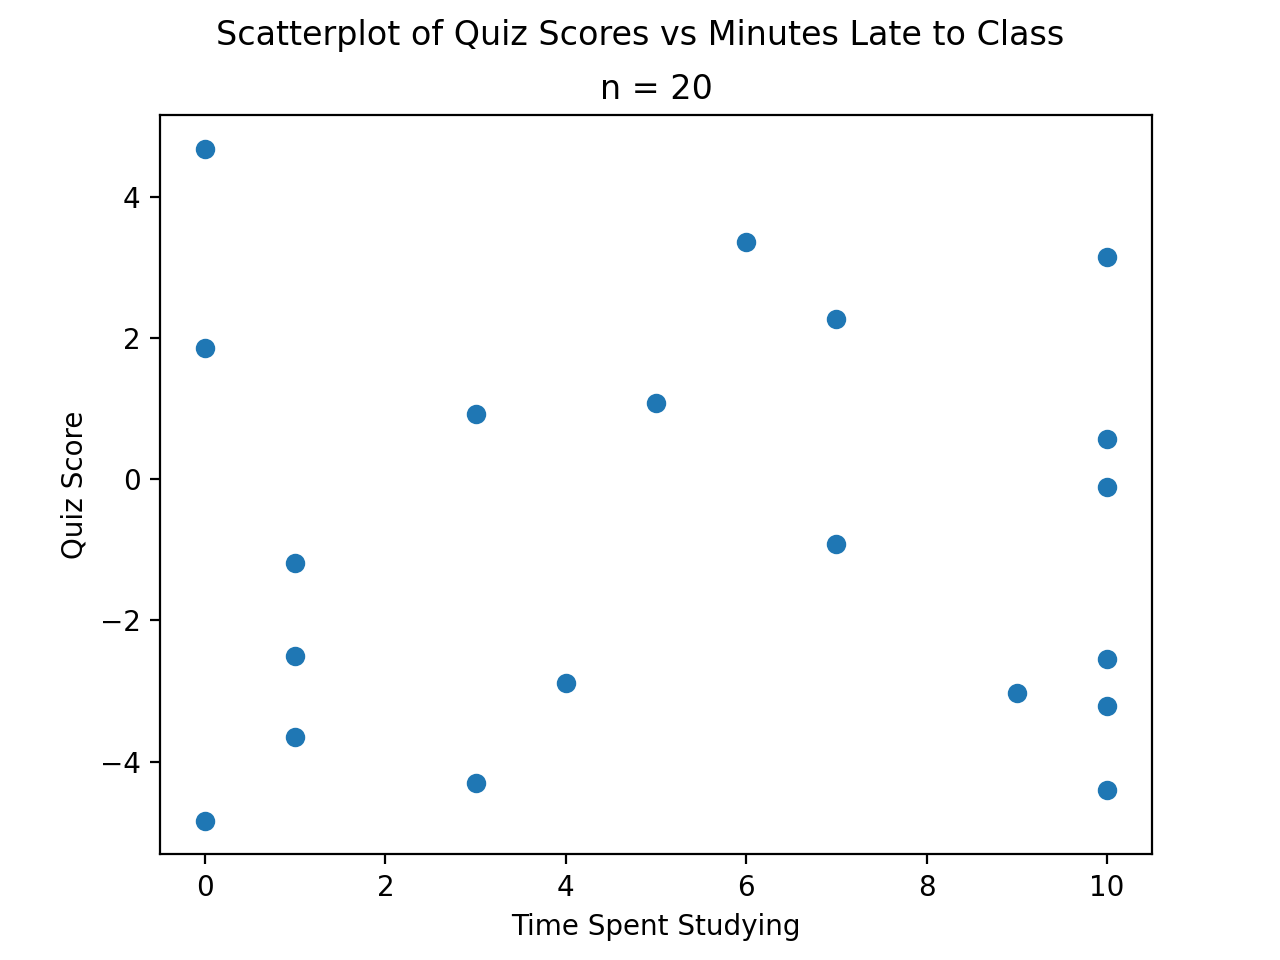 Scatterplot of Quiz Scores vs Minutes Late to Class
n = 20
4
2
0
−2
−4
Quiz Score
0 2 4 6 8 10
Time Spent Studying